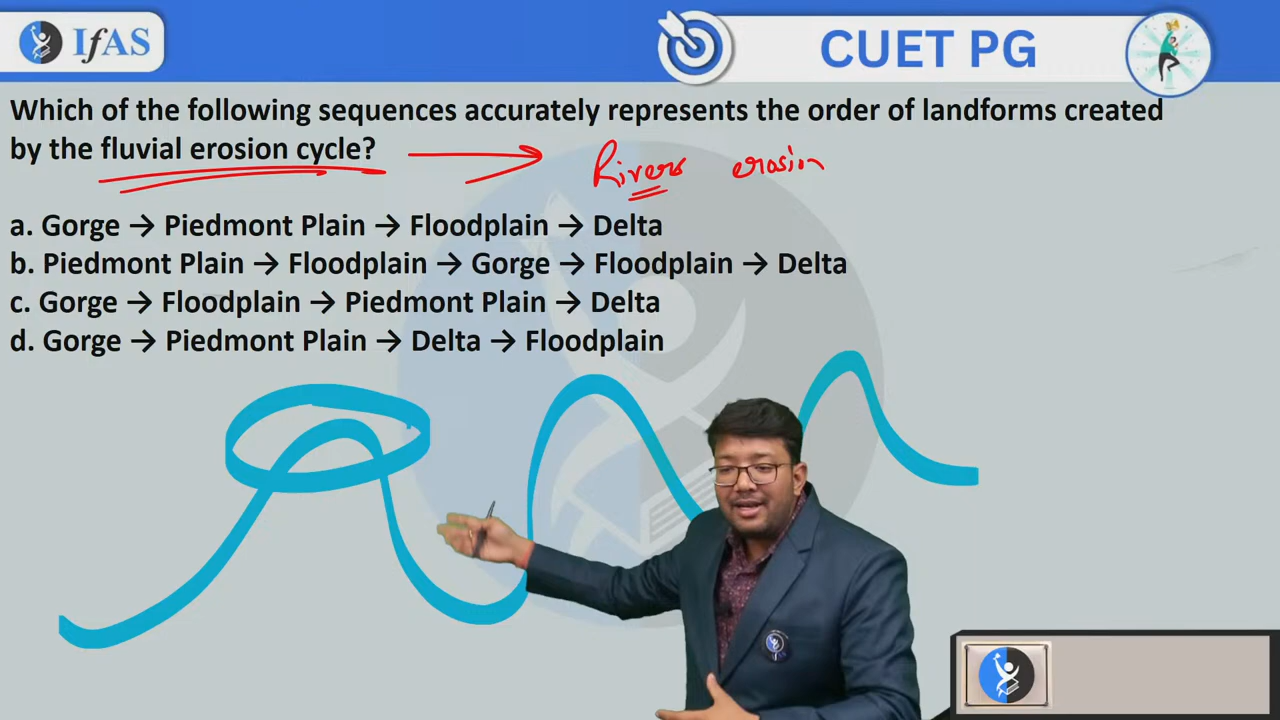 IfAS
CUET PG
Which of the following sequences accurately represents the order of landforms created
by the fluvial erosion cycle?
Rivers erosion
a. Gorge → Piedmont Plain → Floodplain → Delta
b. Piedmont Plain → Floodplain → Gorge → Floodplain → Delta
c. Gorge → Floodplain → Piedmont Plain → Delta
d. Gorge → Piedmont Plain → Delta → Floodplain